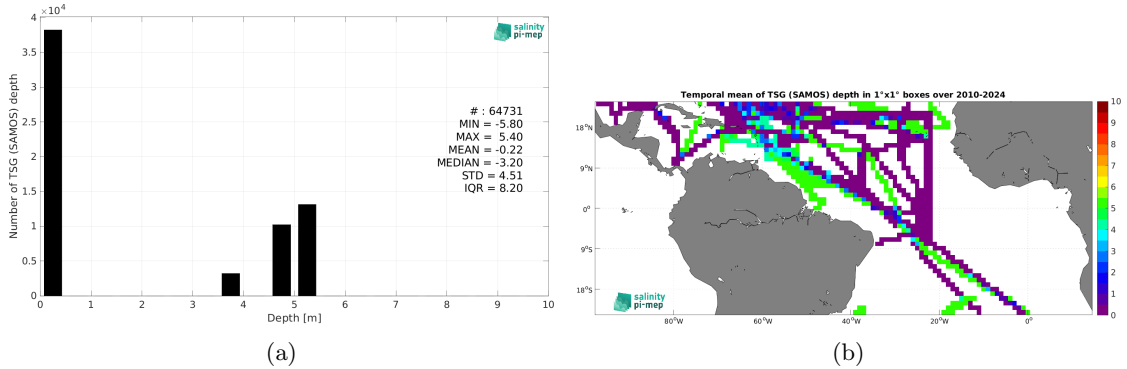 ×10⁴
4
3.5
3
2.5
2
1.5
1
0.5
0
Number of TSG (SAMOS) depth
salinity
pi-mep
# : 64731
MIN = -5.80
MAX = 5.40
MEAN = -0.22
MEDIAN = -3.20
STD = 4.51
IQR = 8.20
0 1 2 3 4 5 6 7 8 9 10
Depth [m]
(a)
Temporal mean of TSG (SAMOS) depth in 1°x1° boxes over 2010-2024
18°N
9°N
0°
9°S
18°S
salinity
pi-mep
80°W 60°W 40°W 20°W 0°
10
9
8
7
6
5
4
3
2
1
0
(b)